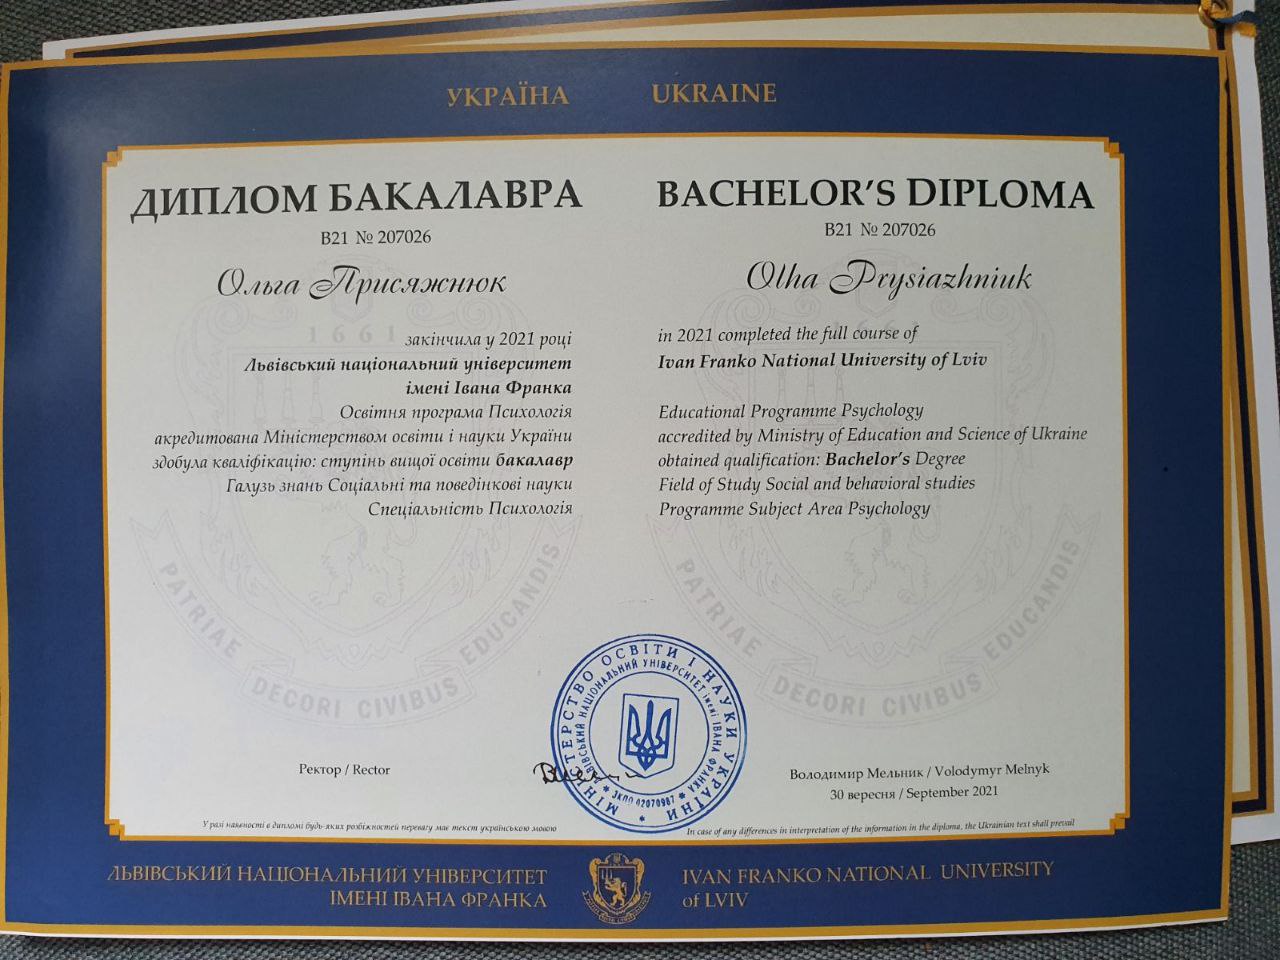 УКРАЇНА
UKRAINE
ДИПЛОМ БАКАЛАВРА
B21 № 207026
Ольга Присяжнюк
1661
закінчила у 2021 році
Львівський національний університет
імені Івана Франка
Освітня програма Психологія
акредитована Міністерством освіти і науки України
здобула кваліфікацію: ступінь вищої освіти бакалавр
Галузь знань Соціальні та поведінкові науки
Спеціальність Психологія
PATRIAE DECORI CIVIBUS EDUCANDIS
BACHELOR'S DIPLOMA
B21 № 207026
Olha Prysiazhniuk
1661
in 2021 completed the full course of
Ivan Franko National University of Lviv
Educational Programme Psychology
accredited by Ministry of Education and Science of Ukraine
obtained qualification: Bachelor's Degree
Field of Study Social and behavioral studies
Programme Subject Area Psychology
PATRIAE DECORI CIVIBUS EDUCANDIS
МІНІСТЕРСТВО ОСВІТИ І НАУКИ УКРАЇНИ
ЛЬВІВСЬКИЙ НАЦІОНАЛЬНИЙ УНІВЕРСИТЕТ імені ІВАНА ФРАНКА
02070987
Ректор / Rector
Володимир Мельник / Volodymyr Melnyk
30 вересня / September 2021
У разі наявності в дипломі будь-яких розбіжностей перевагу має текст українською мовою
In case of any differences in interpretation of the information in the diploma, the Ukrainian text shall prevail
ЛЬВІВСЬКИЙ НАЦІОНАЛЬНИЙ УНІВЕРСИТЕТ
ІМЕНІ ІВАНА ФРАНКА
IVAN FRANKO NATIONAL UNIVERSITY
of LVIV